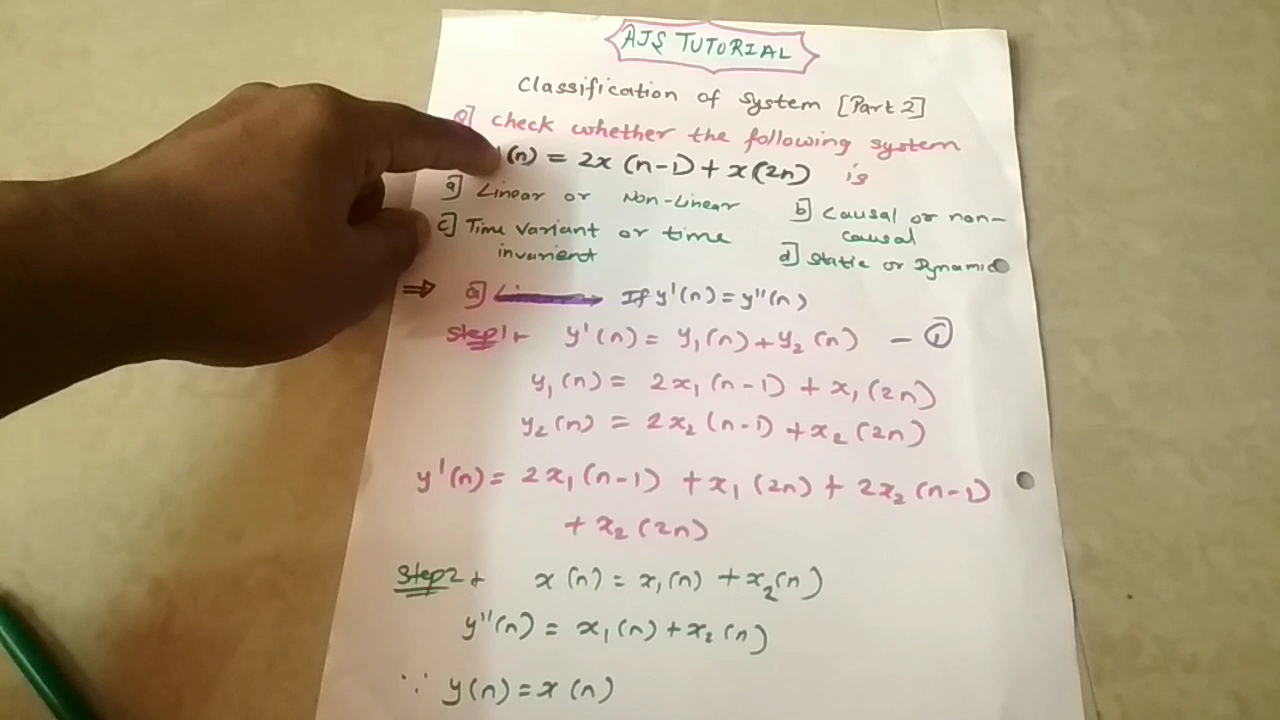 AJS TUTORIAL
Classification of system [Part 2]
Q] check whether the following system
(n) = 2x (n-1) + x(2n) is
a] Linear or Non-Linear
b] causal or non-
causal
c] Time variant or time
invarient
d] static or Dynamic
⇒ a] If y'(n) = y''(n)
Step1:- y'(n) = y₁(n) + y₂(n) - ①
y₁(n) = 2x₁(n-1) + x₁(2n)
y₂(n) = 2x₂(n-1) + x₂(2n)
y'(n) = 2x₁(n-1) + x₁(2n) + 2x₂(n-1)
+ x₂(2n)
Step2:- x(n) = x₁(n) + x₂(n)
y''(n) = x₁(n) + x₂(n)
∵ y(n) = x(n)